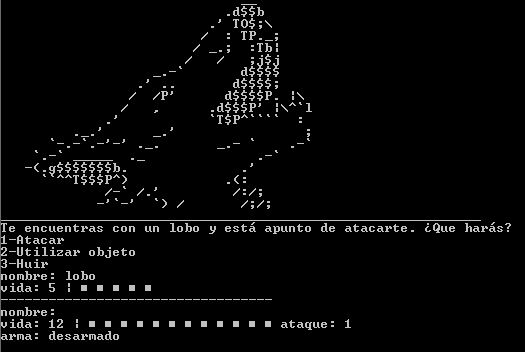 Te encuentras con un lobo y está apunto de atacarte. ¿Que harás?
1-Atacar
2-Utilizar objeto
3-Huir
nombre: lobo
vida: 5 ¦ ■ ■ ■ ■ ■
nombre:
vida: 12 ¦ ■ ■ ■ ■ ■ ■ ■ ■ ■ ■ ■ ■ ataque: 1
arma: desarmado